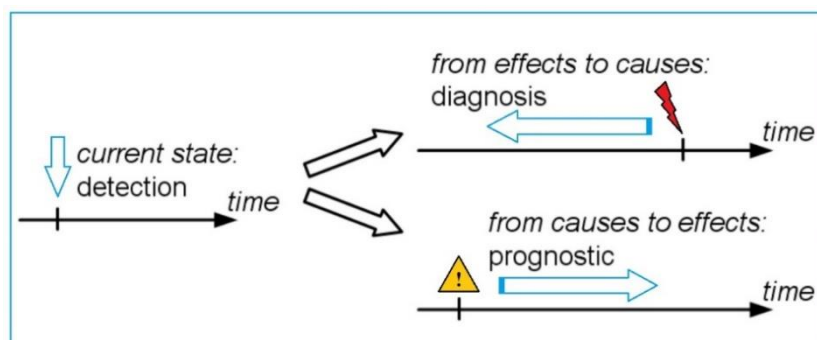 current state:
detection
time
from effects to causes:
diagnosis
time
from causes to effects:
prognostic
!
time